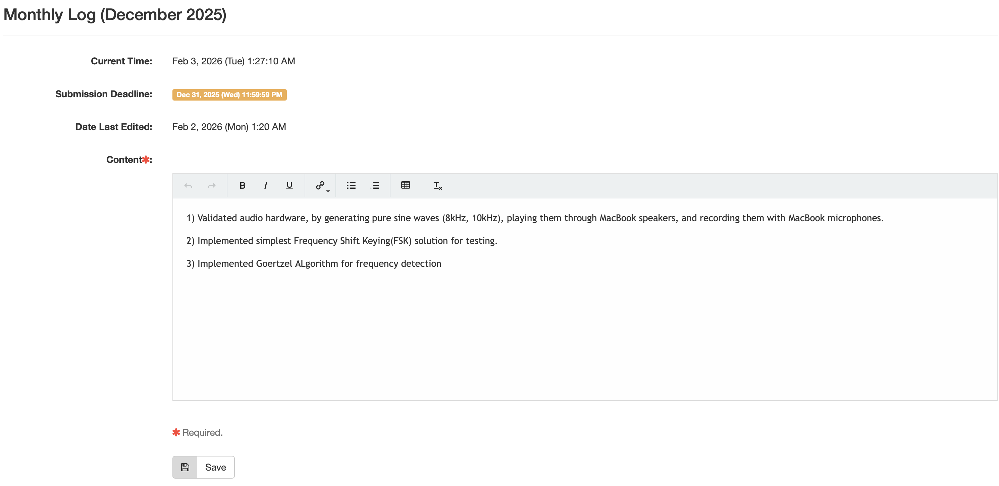 Monthly Log (December 2025)
Current Time: Feb 3, 2026 (Tue) 1:27:10 AM
Submission Deadline: Dec 31, 2025 (Wed) 11:59:59 PM
Date Last Edited: Feb 2, 2026 (Mon) 1:20 AM
Content✱:
B I U
1) Validated audio hardware, by generating pure sine waves (8kHz, 10kHz), playing them through MacBook speakers, and recording them with MacBook microphones.
2) Implemented simplest Frequency Shift Keying(FSK) solution for testing.
3) Implemented Goertzel ALgorithm for frequency detection
✱ Required.
Save